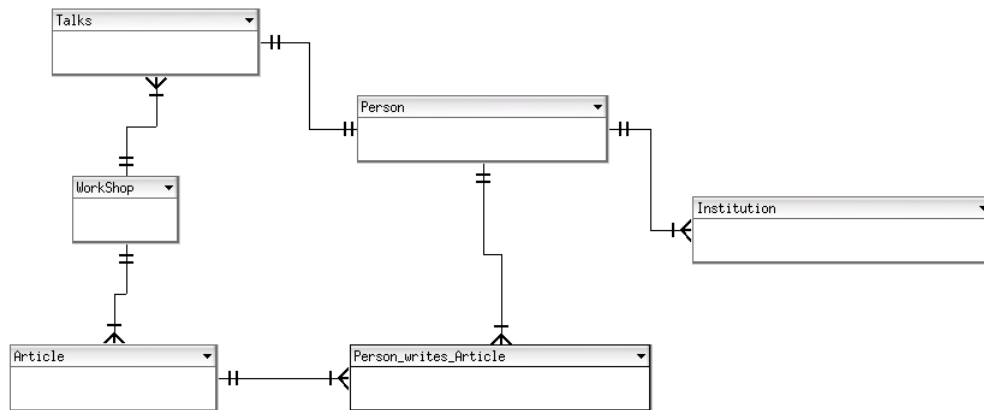 Talks
Person
WorkShop
Institution
Article
Person_writes_Article